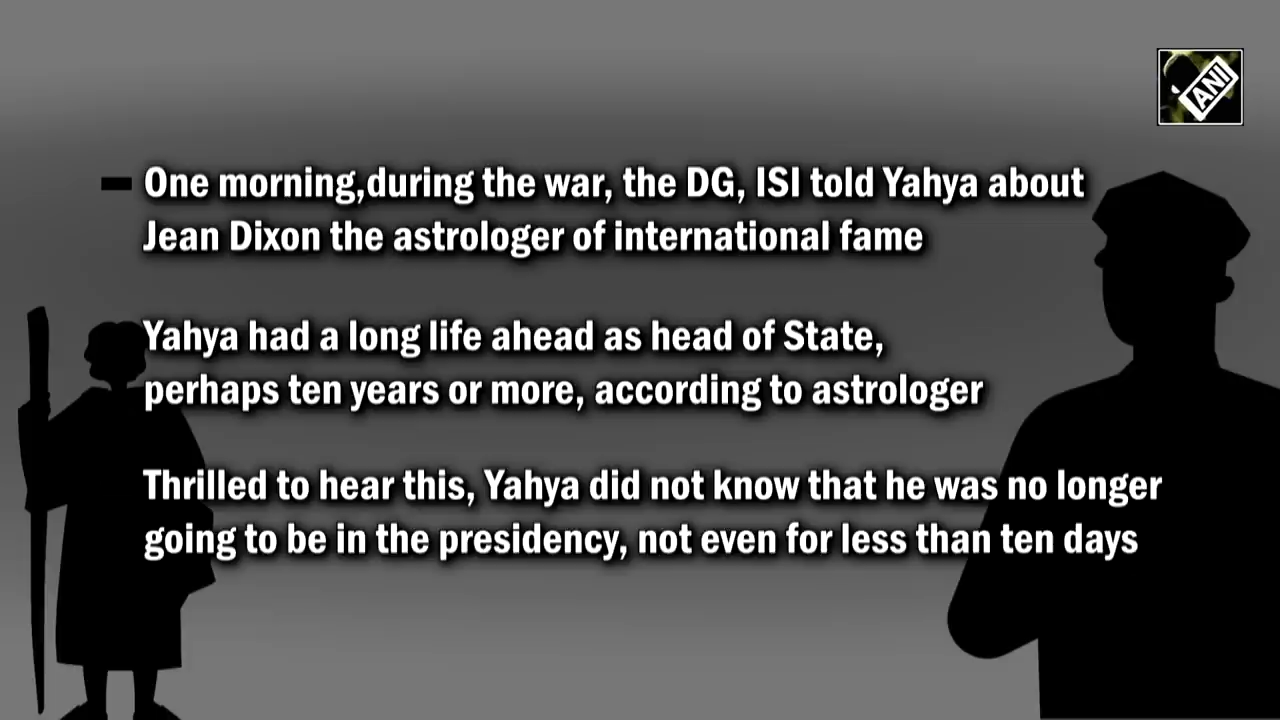 ANI
One morning,during the war, the DG, ISI told Yahya about
Jean Dixon the astrologer of international fame
Yahya had a long life ahead as head of State,
perhaps ten years or more, according to astrologer
Thrilled to hear this, Yahya did not know that he was no longer
going to be in the presidency, not even for less than ten days